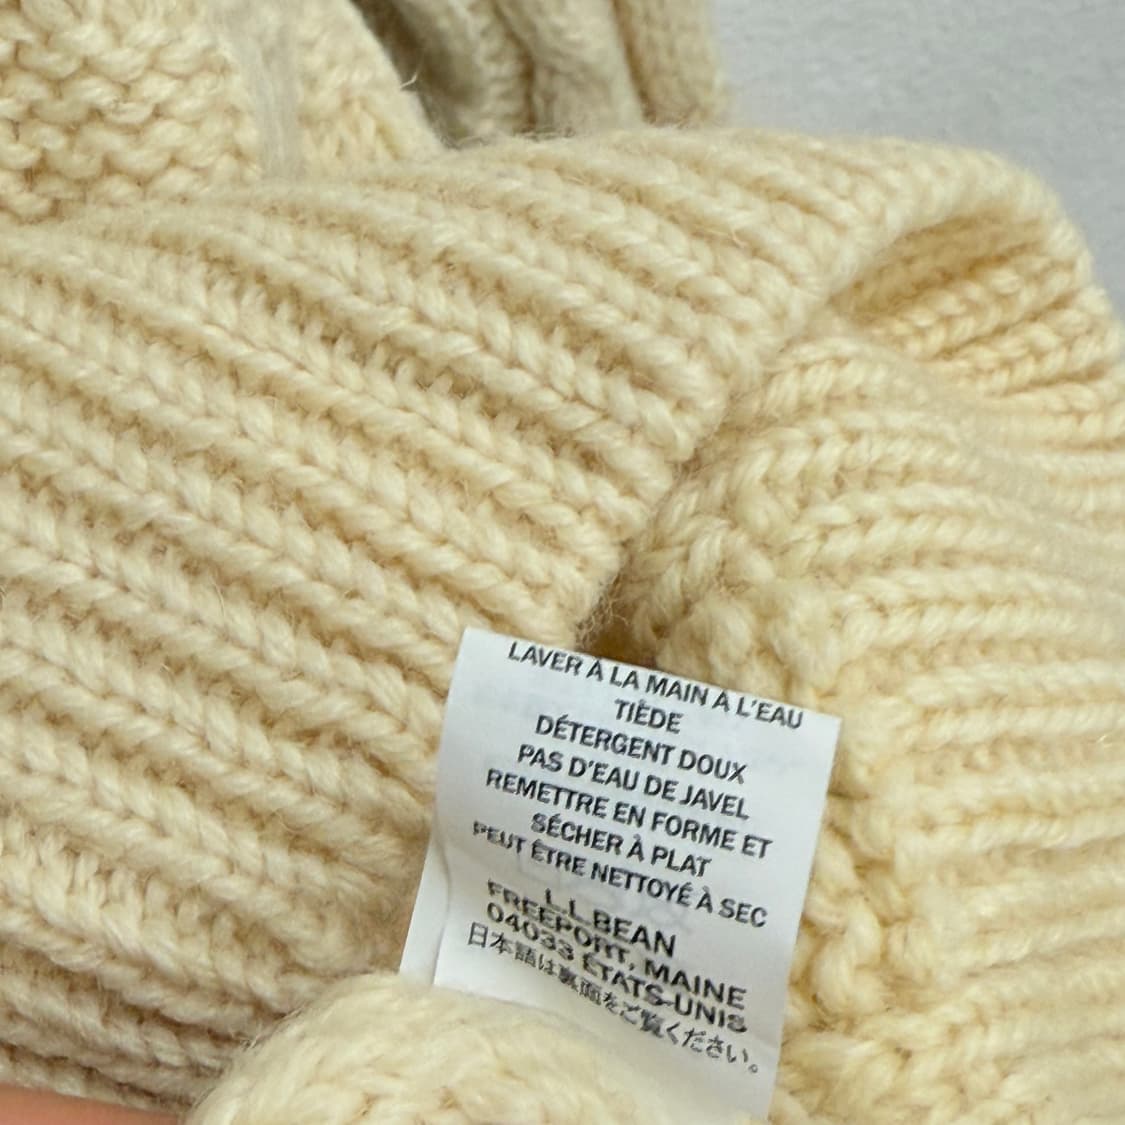 LAVER À LA MAIN À L'EAU
TIÈDE
DÉTERGENT DOUX
PAS D'EAU DE JAVEL
REMETTRE EN FORME ET
SÉCHER À PLAT
PEUT ÊTRE NETTOYÉ À SEC
L.L.BEAN
FREEPORT, MAINE
04033 ÉTATS-UNIS
日本語は裏面をご覧ください。